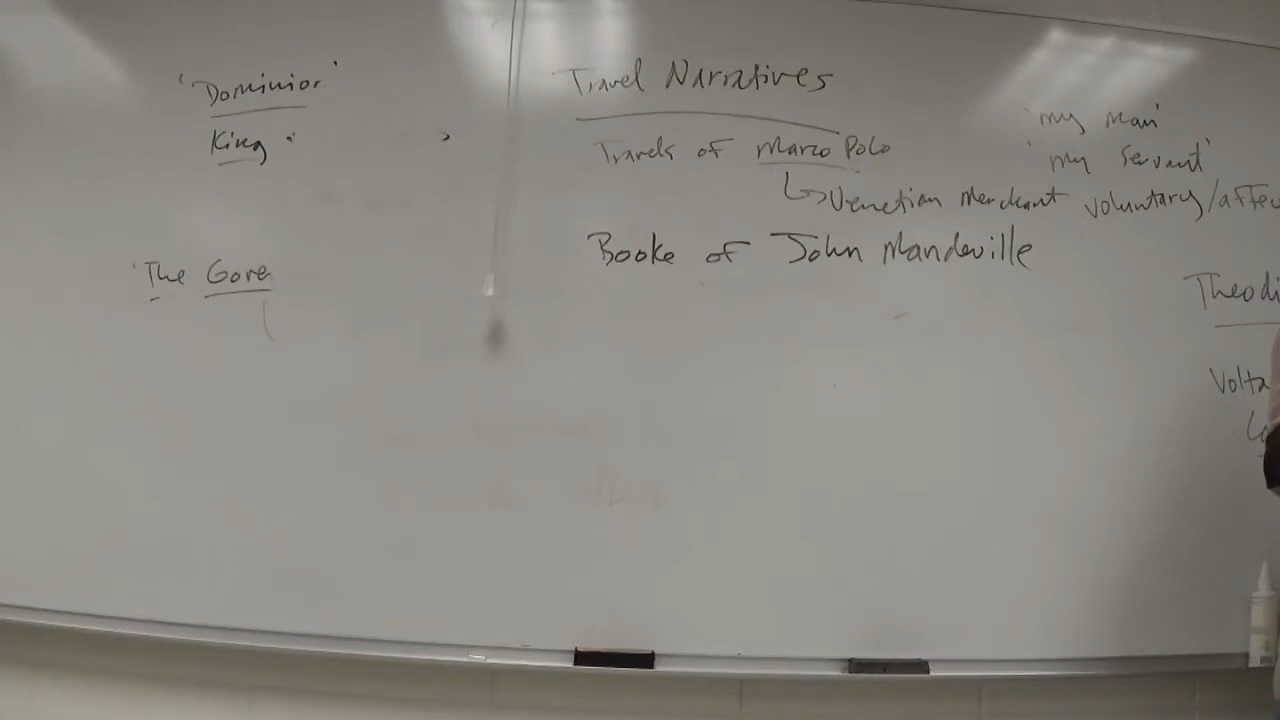 'Dominion'
King'
'The Gove
Travel Narratives
Travels of Marco Polo
↳ Venetian Merchant
Booke of John Mandeville
'my man'
'my servant'
voluntary/affec
Theodi
Volta